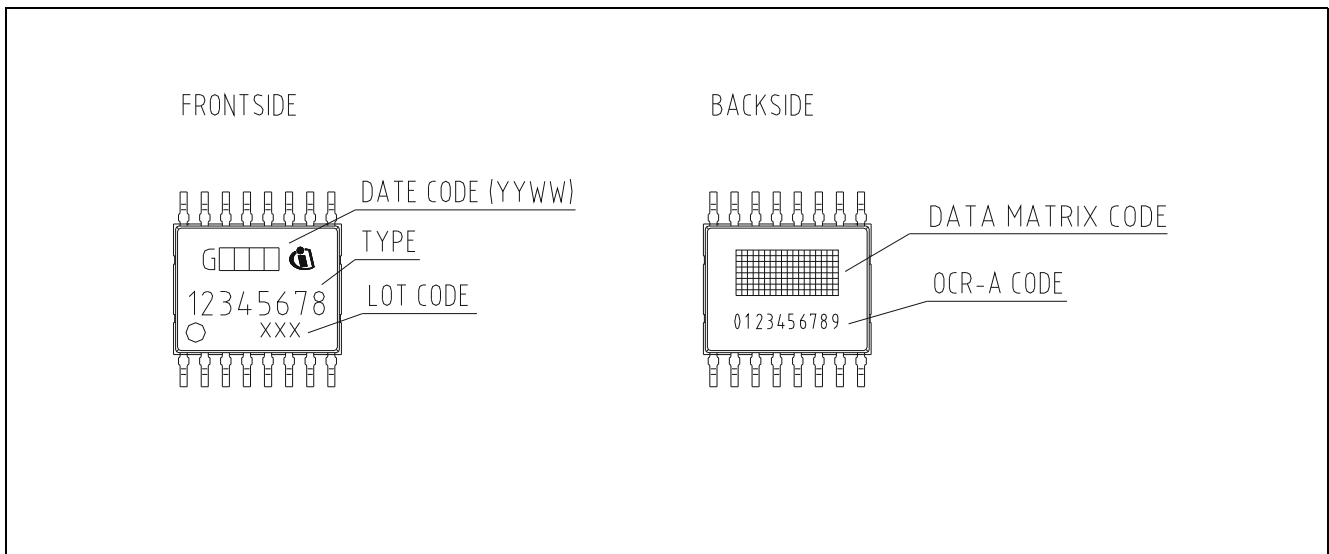 FRONTSIDE
BACKSIDE
DATE CODE (YYWW)
TYPE
LOT CODE
G
12345678
XXX
DATA MATRIX CODE
OCR-A CODE
0123456789